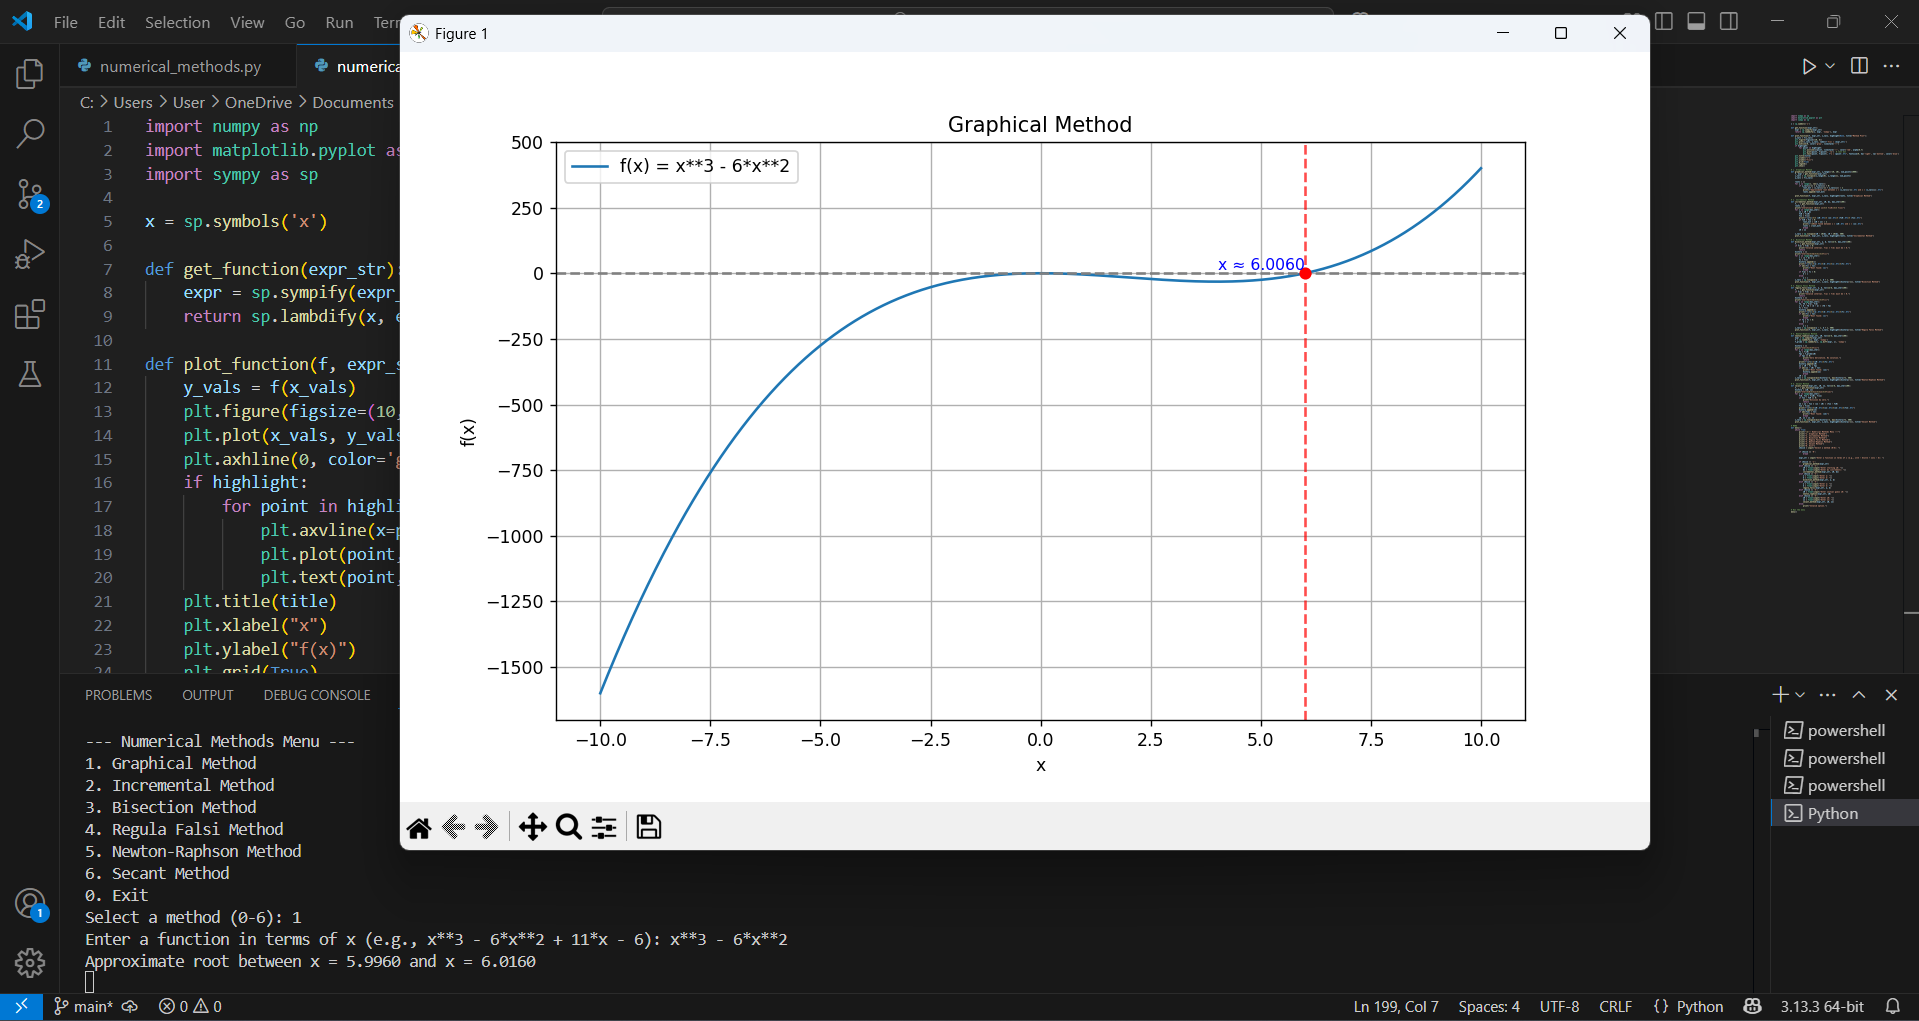 File Edit Selection View Go Run
Figure 1
numerical_methods.py
C: > Users > User > OneDrive > Documents
1 import numpy as np
2 import matplotlib.pyplot as
3 import sympy as sp
4
5 x = sp.symbols('x')
6
7 def get_function(expr_str):
8 expr = sp.sympify(expr_
9 return sp.lambdify(x,
10
11 def plot_function(f, expr_s
12 y_vals = f(x_vals)
13 plt.figure(figsize=(10,
14 plt.plot(x_vals, y_vals
15 plt.axhline(0, color='g
16 if highlight:
17 for point in highli
18 plt.axvline(x=p
19 plt.plot(point,
20 plt.text(point,
21 plt.title(title)
22 plt.xlabel("x")
23 plt.ylabel("f(x)")
24 plt.grid(True)
Graphical Method
f(x) = x**3 - 6*x**2
500
250
0
−250
−500
−750
−1000
−1250
−1500
f(x)
x ≈ 6.0060
−10.0 −7.5 −5.0 −2.5 0.0 2.5 5.0 7.5 10.0
x
PROBLEMS OUTPUT DEBUG CONSOLE
--- Numerical Methods Menu ---
1. Graphical Method
2. Incremental Method
3. Bisection Method
4. Regula Falsi Method
5. Newton-Raphson Method
6. Secant Method
0. Exit
Select a method (0-6): 1
Enter a function in terms of x (e.g., x**3 - 6*x**2 + 11*x - 6): x**3 - 6*x**2
Approximate root between x = 5.9960 and x = 6.0160
powershell
powershell
powershell
Python
2
1
main* 0 0 Ln 199, Col 7 Spaces: 4 UTF-8 CRLF {} Python 3.13.3 64-bit